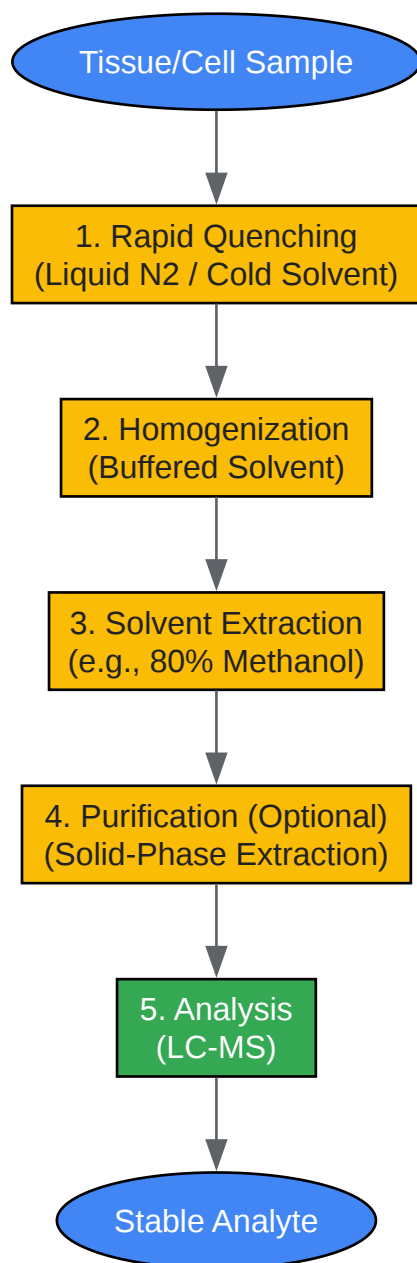 Tissue/Cell Sample
1. Rapid Quenching
(Liquid N2 / Cold Solvent)
2. Homogenization
(Buffered Solvent)
3. Solvent Extraction
(e.g., 80% Methanol)
4. Purification (Optional)
(Solid-Phase Extraction)
5. Analysis
(LC-MS)
Stable Analyte